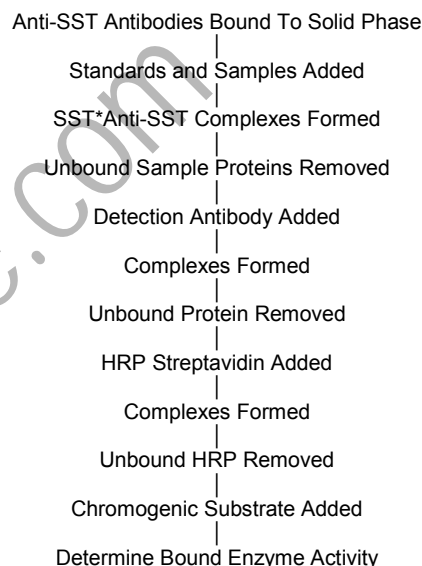 Anti-SST Antibodies Bound To Solid Phase
Standards and Samples Added
SST*Anti-SST Complexes Formed
Unbound Sample Proteins Removed
Detection Antibody Added
Complexes Formed
Unbound Protein Removed
HRP Streptavidin Added
Complexes Formed
Unbound HRP Removed
Chromogenic Substrate Added
Determine Bound Enzyme Activity
e.com